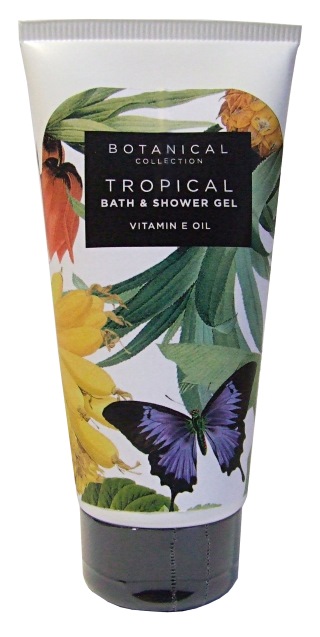 BOTANICAL
COLLECTION
TROPICAL
BATH & SHOWER GEL
VITAMIN E OIL